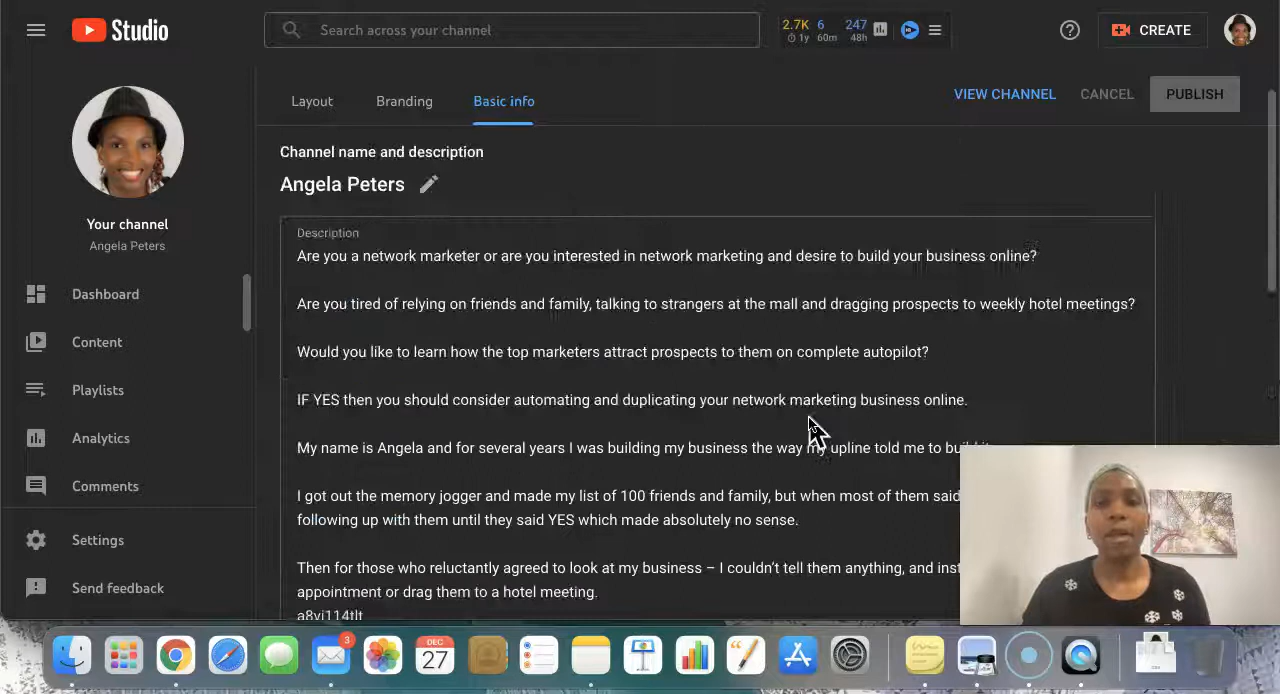 Studio
Search across your channel
2.7K 6 247
1y 60m 48h
CREATE
Layout Branding Basic info
VIEW CHANNEL CANCEL PUBLISH
Channel name and description
Angela Peters
Your channel
Angela Peters
Dashboard
Content
Playlists
Analytics
Comments
Settings
Send feedback
Description
Are you a network marketer or are you interested in network marketing and desire to build your business online?
Are you tired of relying on friends and family, talking to strangers at the mall and dragging prospects to weekly hotel meetings?
Would you like to learn how the top marketers attract prospects to them on complete autopilot?
IF YES then you should consider automating and duplicating your network marketing business online.
My name is Angela and for several years I was building my business the way my upline told me to
I got out the memory jogger and made my list of 100 friends and family, but when most of them said
following up with them until they said YES which made absolutely no sense.
Then for those who reluctantly agreed to look at my business – I couldn't tell them anything, and
appointment or drag them to a hotel meeting.
3
DEC
27